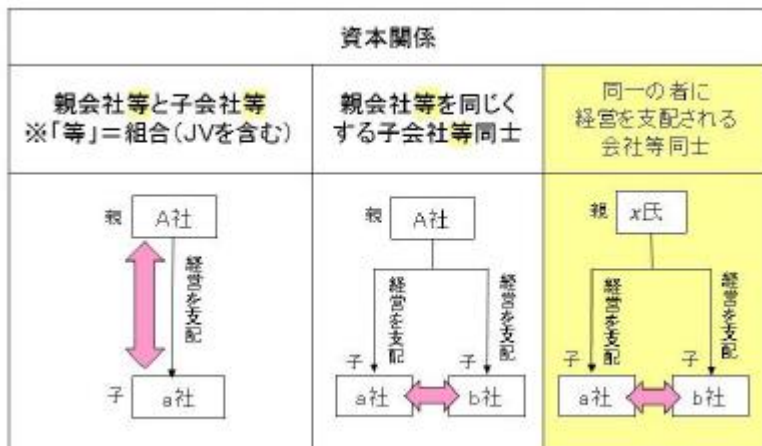 資本関係
親会社等と子会社等
※「等」=組合(JVを含む)
親会社等を同じく
する子会社等同士
同一の者に
経営を支配される
会社等同士
親
A社
経営を支配
子
a社
親
A社
経営を支配
経営を支配
子
子
a社
b社
親
x氏
経営を支配
経営を支配
子
子
a社
b社